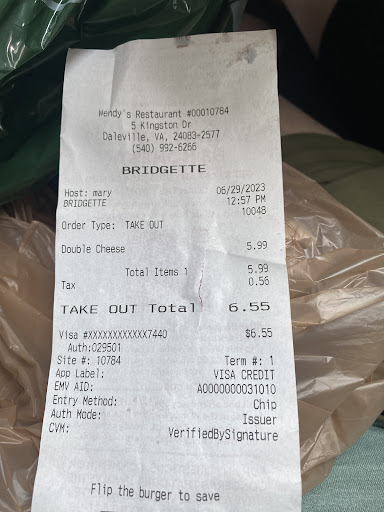 Wendy's Restaurant #00010784
5 Kingston Dr
Daleville, VA, 24083-2577
(540) 992-6266
BRIDGETTE
Host: mary 06/29/2023
BRIDGETTE 12:57 PM
10048
Order Type: TAKE OUT
Double Cheese 5.99
Total Items 1 5.99
Tax 0.56
TAKE OUT Total 6.55
Visa #XXXXXXXXXXXX7440 $6.55
Auth:029501
Site #: 10784 Term #: 1
App Label: VISA CREDIT
EMV AID: A0000000031010
Entry Method: Chip
Auth Mode: Issuer
CVM: VerifiedBySignature
Flip the burger to save